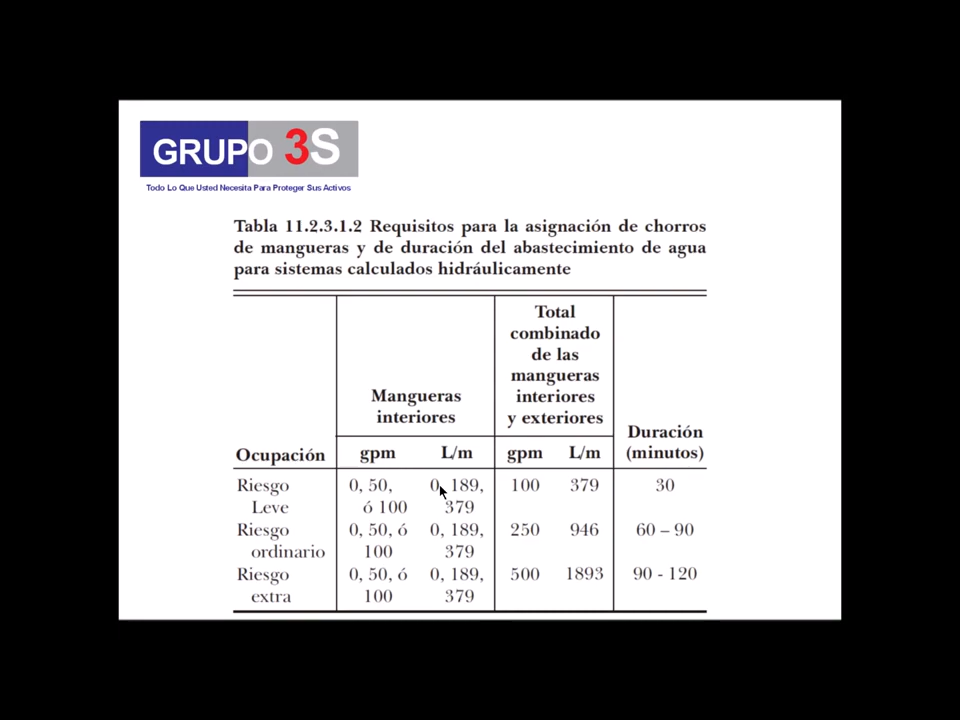 GRUPO 3S
Todo Lo Que Usted Necesita Para Proteger Sus Activos
Tabla 11.2.3.1.2 Requisitos para la asignación de chorros
de mangueras y de duración del abastecimiento de agua
para sistemas calculados hidráulicamente
Total
combinado
de las
mangueras
interiores
y exteriores
Mangueras
interiores
Duración
(minutos)
Ocupación gpm L/m gpm L/m
Riesgo 0, 50, 0, 189, 100 379 30
Leve ó 100 379
Riesgo 0, 50, ó 0, 189, 250 946 60 – 90
ordinario 100 379
Riesgo 0, 50, ó 0, 189, 500 1893 90 - 120
extra 100 379